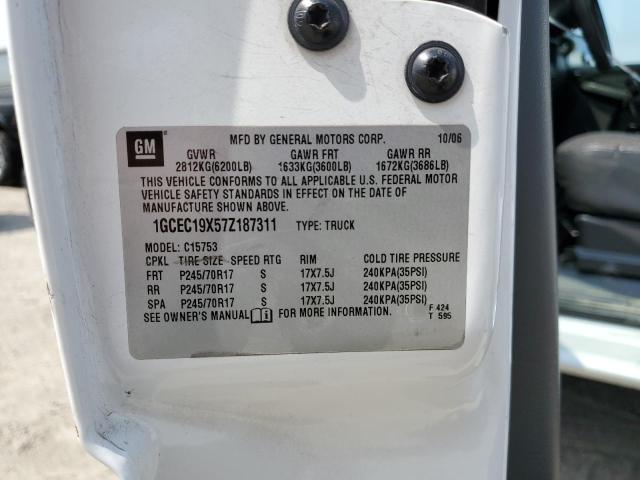 GM
MFD BY GENERAL MOTORS CORP. 10/06
GVWR GAWR FRT GAWR RR
2812KG(6200LB) 1633KG(3600LB) 1672KG(3686LB)
THIS VEHICLE CONFORMS TO ALL APPLICABLE U.S. FEDERAL MOTOR
VEHICLE SAFETY STANDARDS IN EFFECT ON THE DATE OF
MANUFACTURE SHOWN ABOVE.
1GCEC19X57Z187311 TYPE: TRUCK
MODEL: C15753
CPKL TIRE SIZE SPEED RTG RIM COLD TIRE PRESSURE
FRT P245/70R17 S 17X7.5J 240KPA(35PSI)
RR P245/70R17 S 17X7.5J 240KPA(35PSI)
SPA P245/70R17 S 17X7.5J 240KPA(35PSI)
SEE OWNER'S MANUAL FOR MORE INFORMATION. F 424
T 595